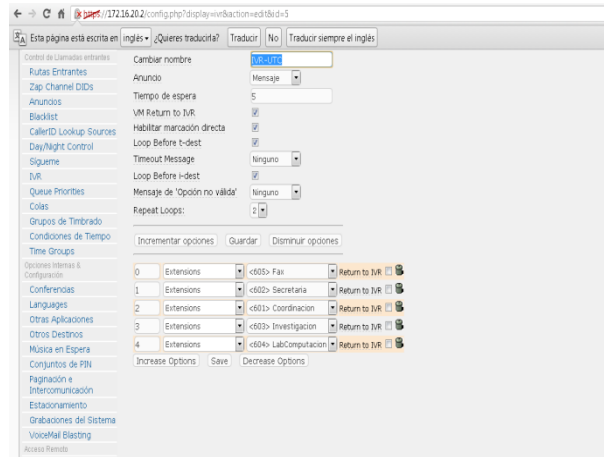 https://172.16.20.2/config.php?display=ivr&action=edit&id=5
Esta página está escrita en inglés ¿Quieres traducirla? Traducir No Traducir siempre el inglés
Control de Llamadas entrantes
Rutas Entrantes
Zap Channel DIDs
Anuncios
Blacklist
CallerID Lookup Sources
Day/Night Control
Sígueme
IVR
Queue Priorities
Colas
Grupos de Timbrado
Condiciones de Tiempo
Time Groups
Opciones Internas & Configuración
Conferencias
Languages
Otras Aplicaciones
Otros Destinos
Música en Espera
Conjuntos de PIN
Paginación e Intercomunicación
Estacionamiento
Grabaciones del Sistema
VoiceMail Blasting
Acceso Remoto
Cambiar nombre IVR-UTC
Anuncio Mensaje
Tiempo de espera 5
VM Return to IVR
Habilitar marcación directa
Loop Before t-dest
Timeout Message Ninguno
Loop Before i-dest
Mensaje de 'Opción no válida' Ninguno
Repeat Loops: 2
Incrementar opciones Guardar Disminuir opciones
0 Extensions <605> Fax Return to IVR
1 Extensions <602> Secretaria Return to IVR
2 Extensions <601> Coordinacion Return to IVR
3 Extensions <603> Investigacion Return to IVR
4 Extensions <604> LabComputacion Return to IVR
Increase Options Save Decrease Options